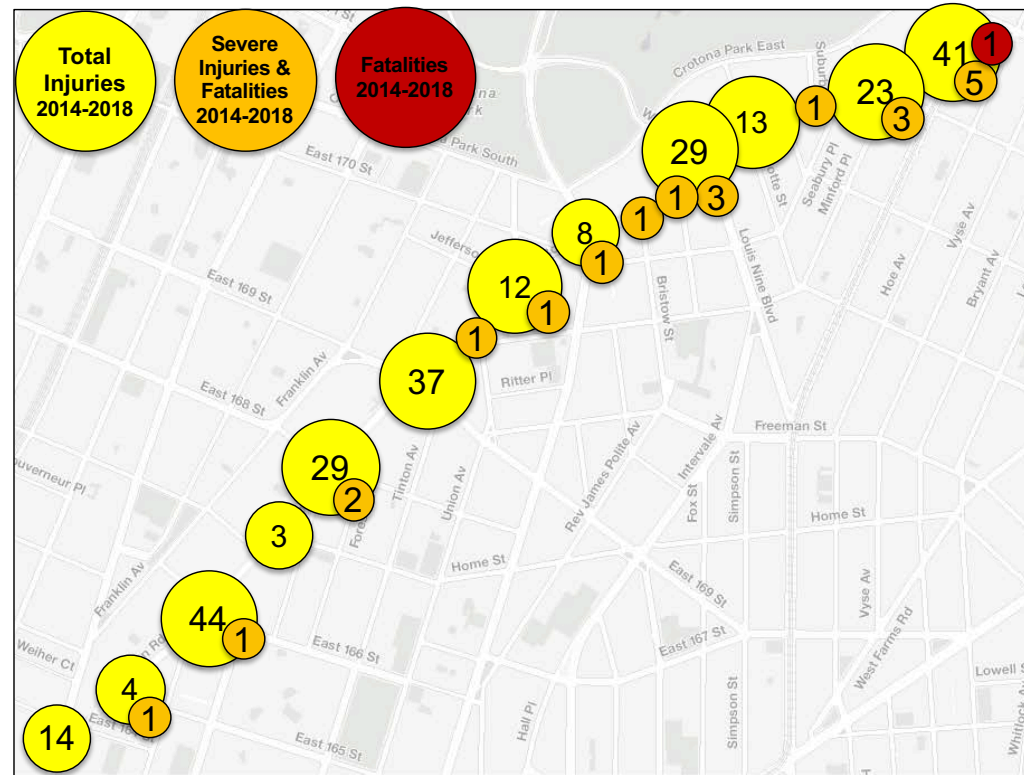 Total
Injuries
2014-2018
Severe
Injuries &
Fatalities
2014-2018
Fatalities
2014-2018
Crotona Park East
41
1
5
23
3
1
13
29
1
3
1
Park South
East 170 St
Seabury Pl
Minford Pl
Louis Nine Blvd
Hoe Av
Vyse Av
Bryant Av
8
1
Bristow St
12
1
1
East 169 St
37
Ritter Pl
Franklin Av
East 168 St
Freeman St
Rev James Polite Av
Intervale Av
Fox St
Simpson St
Tinton Av
Union Av
29
2
3
Home St
Home St
Franklin Av
East 169 St
East 167 St
Vyse Av
West Farms Rd
44
1
East 166 St
Weiher Ct
4
1
14
East 165 St
Hall Pl
Simpson St
Lowell S
Whitlock Av